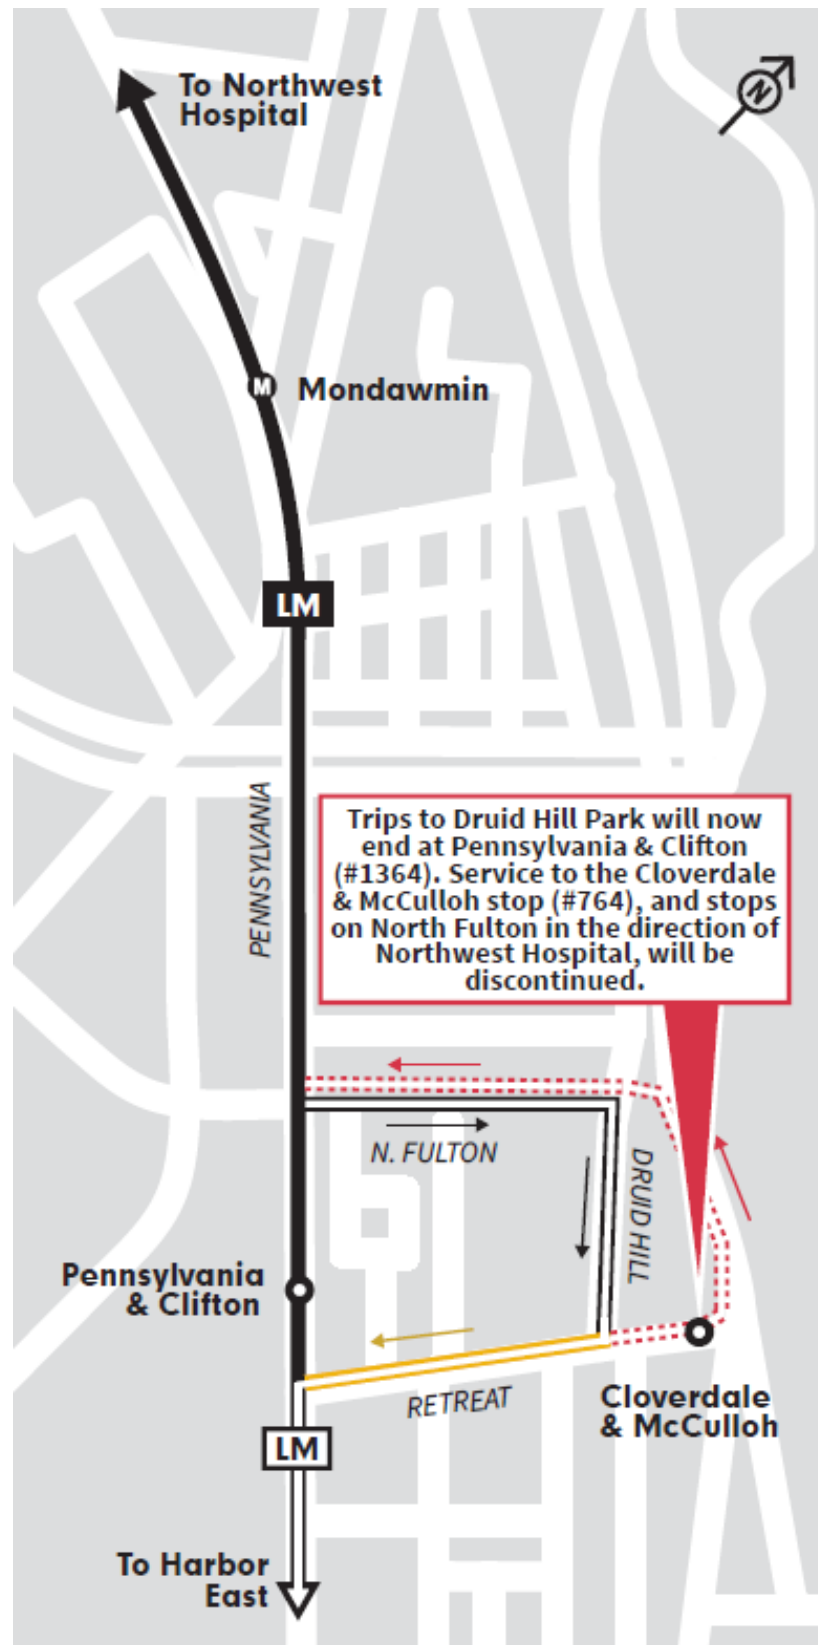 To Northwest
Hospital
N
M
Mondawmin
LM
PENNSYLVANIA
Trips to Druid Hill Park will now
end at Pennsylvania & Clifton
(#1364). Service to the Cloverdale
& McCulloh stop (#764), and stops
on North Fulton in the direction of
Northwest Hospital, will be
discontinued.
N. FULTON
DRUID HILL
Pennsylvania
& Clifton
RETREAT
Cloverdale
& McCulloh
LM
To Harbor
East